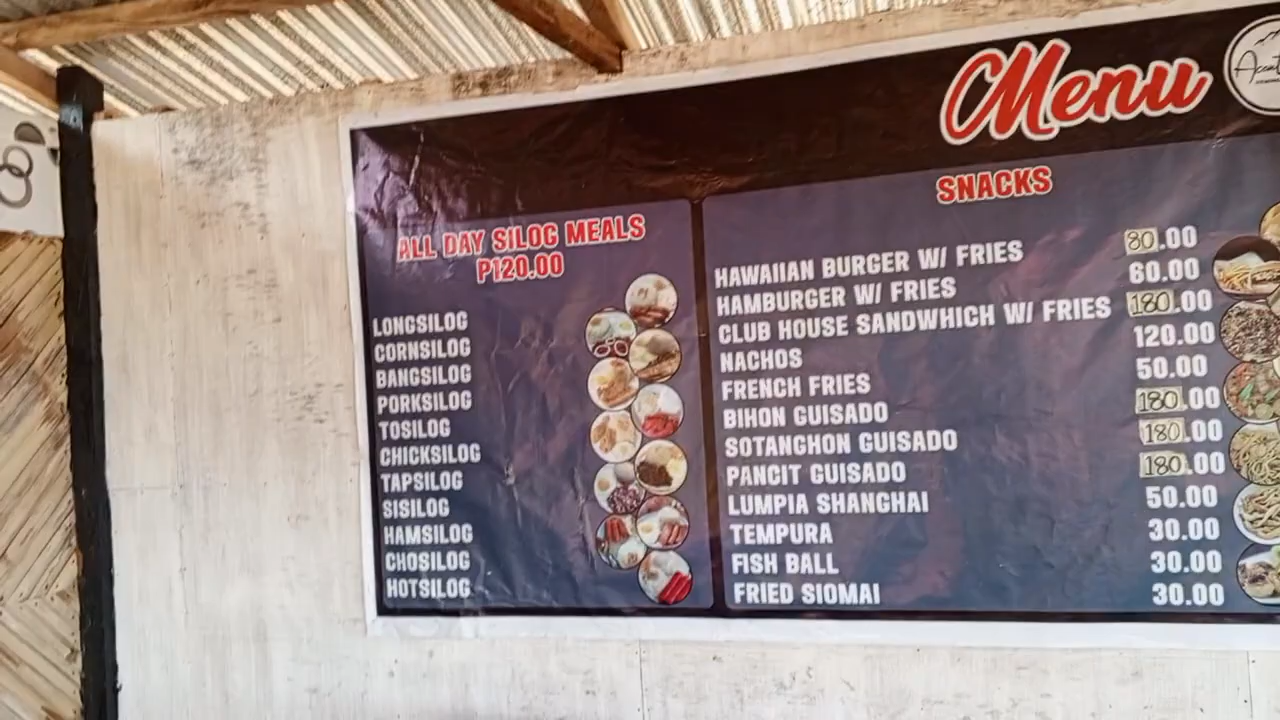 Menu
ALL DAY SILOG MEALS
P120.00
LONGSILOG
CORNSILOG
BANGSILOG
PORKSILOG
TOSILOG
CHICKSILOG
TAPSILOG
SISILOG
HAMSILOG
CHOSILOG
HOTSILOG
SNACKS
HAWAIIAN BURGER W/ FRIES 80.00
HAMBURGER W/ FRIES 60.00
CLUB HOUSE SANDWHICH W/ FRIES 180.00
NACHOS 120.00
FRENCH FRIES 50.00
BIHON GUISADO 180.00
SOTANGHON GUISADO 180.00
PANCIT GUISADO 180.00
LUMPIA SHANGHAI 50.00
TEMPURA 30.00
FISH BALL 30.00
FRIED SIOMAI 30.00